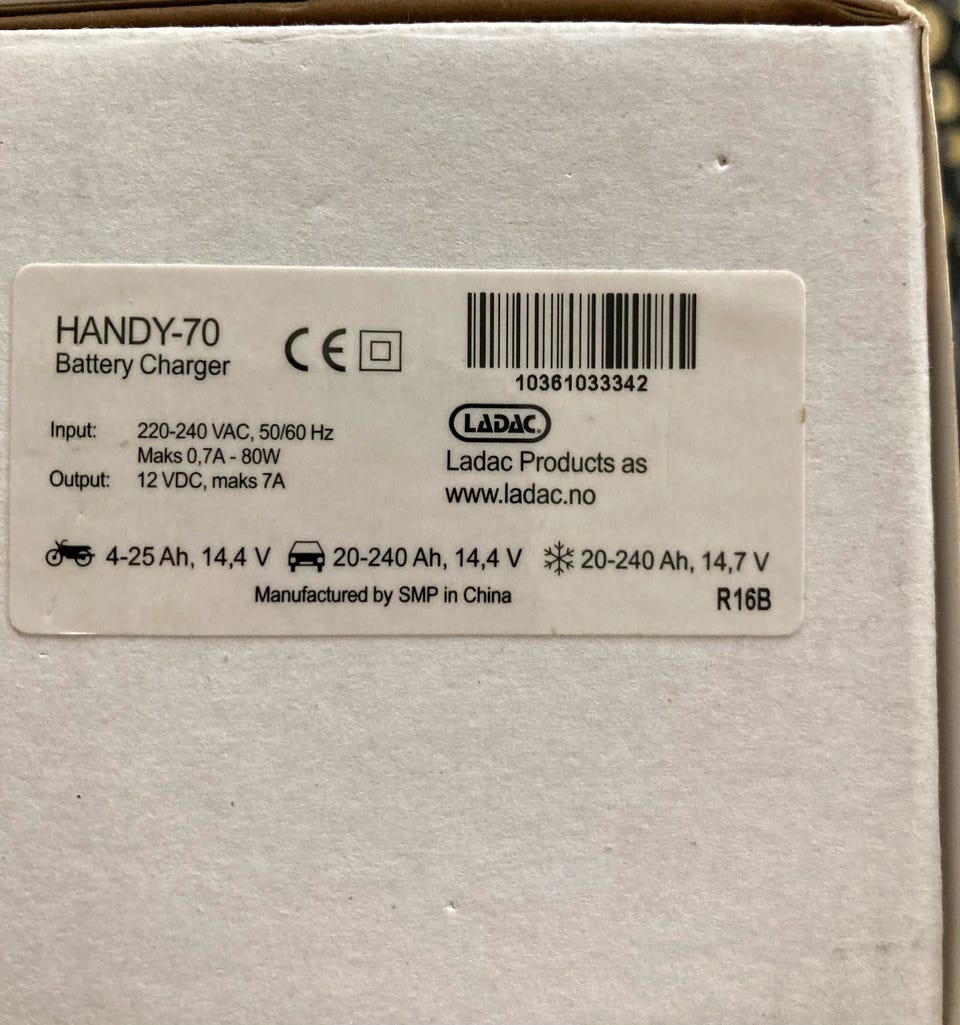 HANDY-70
Battery Charger
CE
10361033342
LADAC
Ladac Products as
www.ladac.no
Input: 220-240 VAC, 50/60 Hz
Maks 0,7A - 80W
Output: 12 VDC, maks 7A
4-25 Ah, 14,4 V 20-240 Ah, 14,4 V 20-240 Ah, 14,7 V
Manufactured by SMP in China
R16B